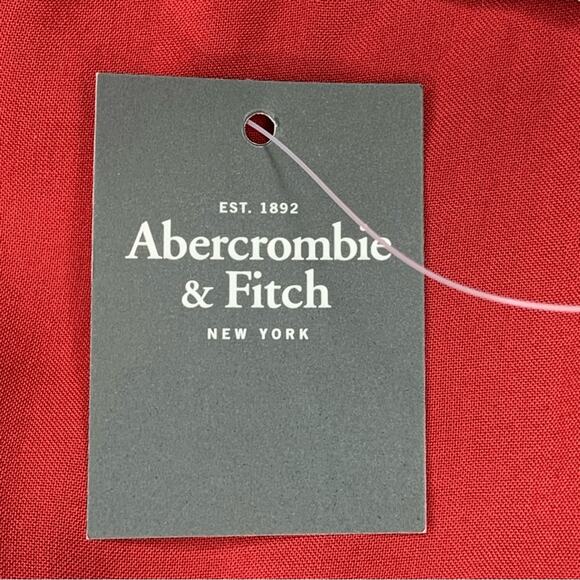 EST. 1892
Abercrombie
& Fitch
NEW YORK